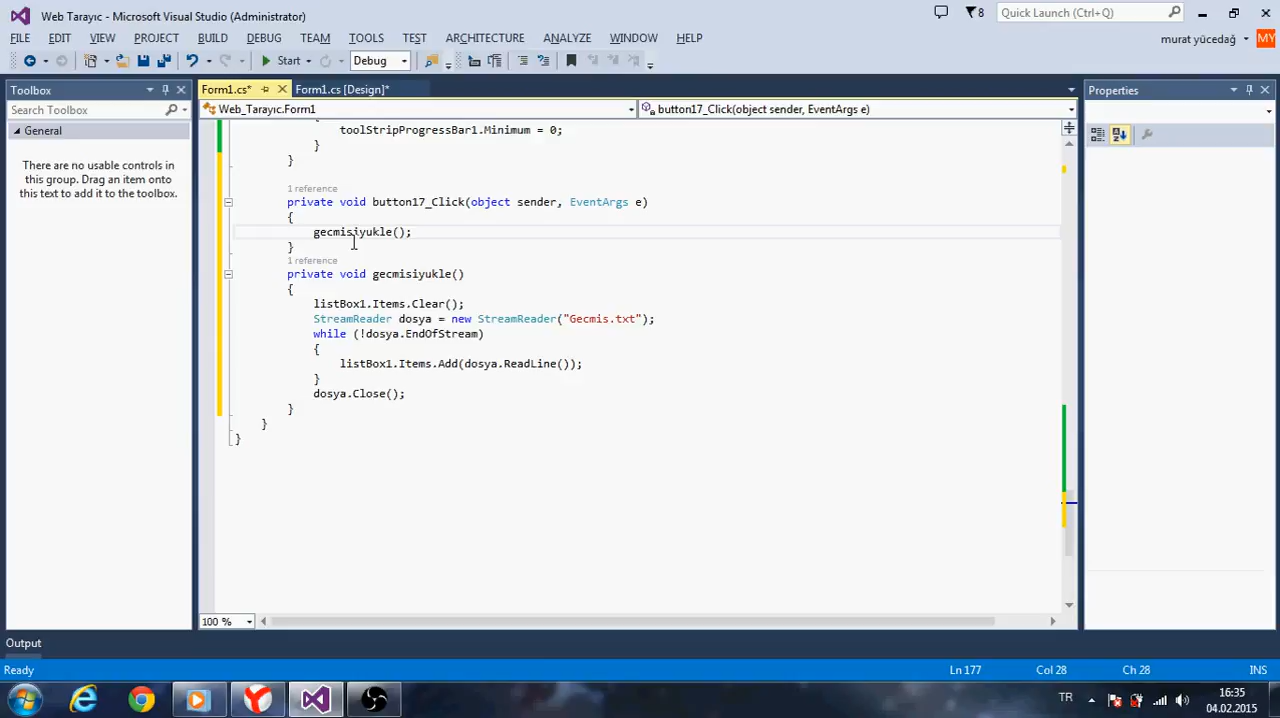 Web Tarayıc - Microsoft Visual Studio (Administrator)
8
Quick Launch (Ctrl+Q)
FILE EDIT VIEW PROJECT BUILD DEBUG TEAM TOOLS TEST ARCHITECTURE ANALYZE WINDOW HELP
murat yücedağ MY
Start Debug
Toolbox
Form1.cs*
Form1.cs [Design]*
Properties
Search Toolbox
Web_Tarayıc.Form1
button17_Click(object sender, EventArgs e)
General
There are no usable controls in
this group. Drag an item onto
this text to add it to the toolbox.
toolStripProgressBar1.Minimum = 0;
}
}
1 reference
private void button17_Click(object sender, EventArgs e)
{
gecmisiyukle();
}
1 reference
private void gecmisiyukle()
{
listBox1.Items.Clear();
StreamReader dosya = new StreamReader("Gecmis.txt");
while (!dosya.EndOfStream)
{
listBox1.Items.Add(dosya.ReadLine());
}
dosya.Close();
}
}
}
100 %
Output
Ready
Ln 177 Col 28 Ch 28 INS
TR
16:35
04.02.2015